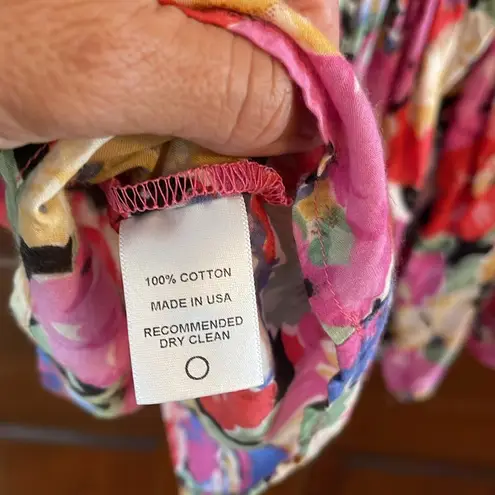 100% COTTON
MADE IN USA
RECOMMENDED
DRY CLEAN